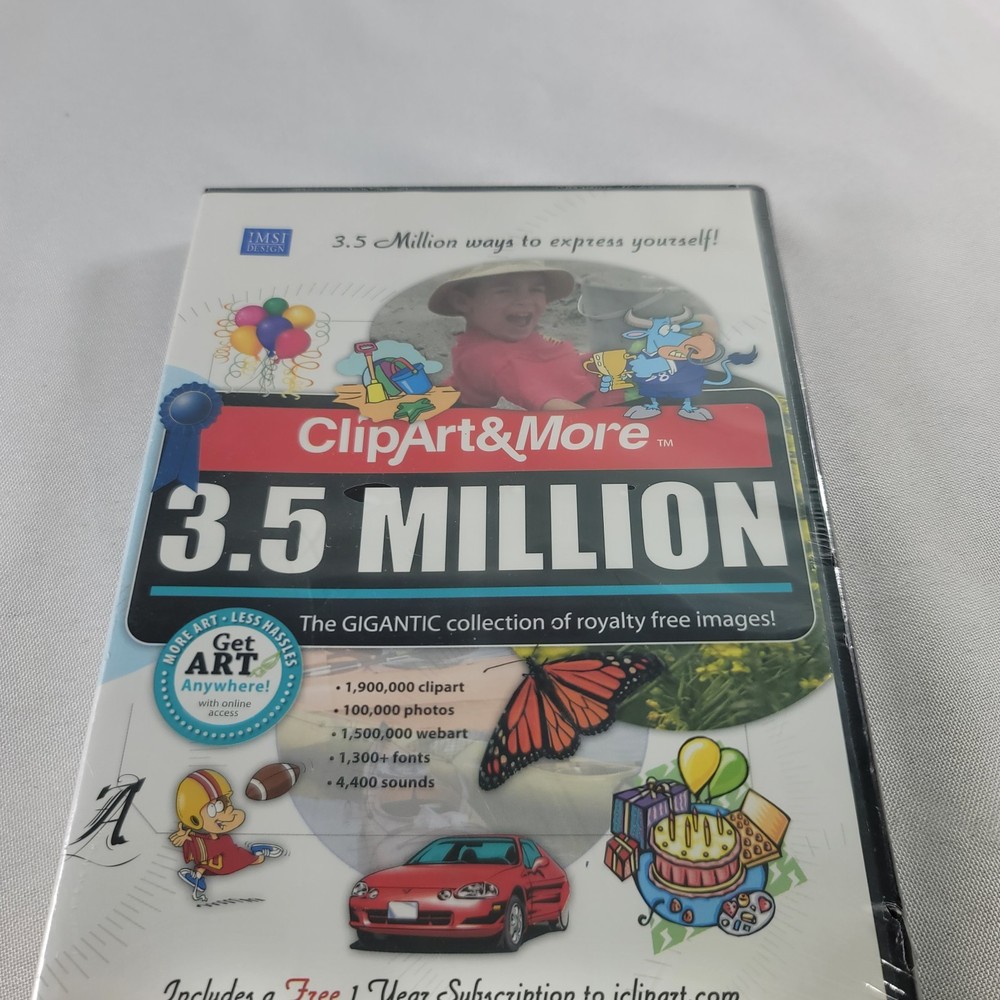 IMSI
DESIGN
3.5 Million ways to express yourself!
ClipArt&More™
3.5 MILLION
The GIGANTIC collection of royalty free images!
MORE ART • LESS HASSLES
Get
ART
Anywhere!
with online
access
• 1,900,000 clipart
• 100,000 photos
• 1,500,000 webart
• 1,300+ fonts
• 4,400 sounds
A
Includes a Free 1 Year Subscription to iclipart.com